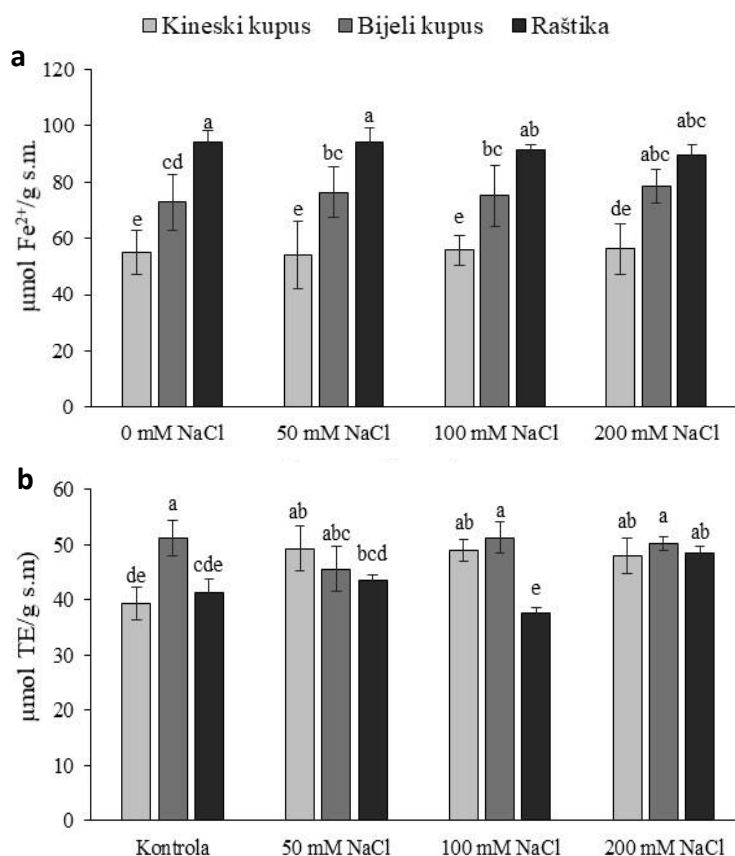 Kineski kupus Bijeli kupus Raštika
a
120
100
80
60
40
20
0
µmol Fe²⁺/g s.m.
e cd a
e bc a
e bc ab
de abc abc
0 mM NaCl 50 mM NaCl 100 mM NaCl 200 mM NaCl
b
60
50
40
30
20
10
0
µmol TE/g s.m)
de a cde
ab abc bcd
ab a e
ab a ab
Kontrola 50 mM NaCl 100 mM NaCl 200 mM NaCl